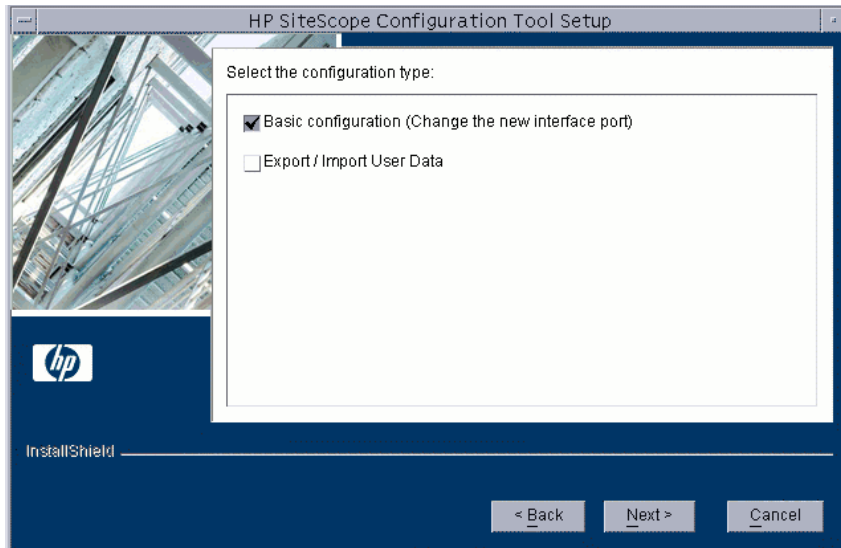 HP SiteScope Configuration Tool Setup
Select the configuration type:
Basic configuration (Change the new interface port)
Export / Import User Data
hp
InstallShield
< Back
Next >
Cancel